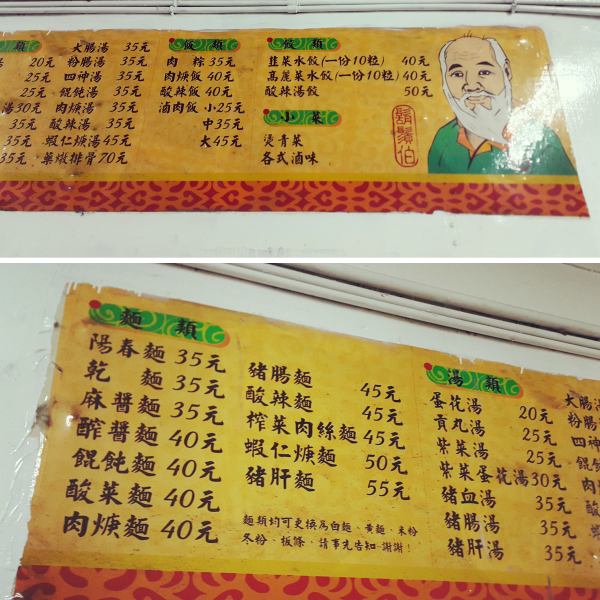 類
20元
25元
25元
湯30元
35元
35元
35元
大腸湯 35元
粉腸湯 35元
四神湯 35元
餛飩湯 35元
肉焿湯 35元
酸辣湯 35元
蝦仁焿湯45元
藥燉排骨70元
飯類
肉粽35元
肉焿飯40元
酸辣飯40元
滷肉飯 小25元
中35元
大45元
餃類
韭菜水餃(一份10粒) 40元
高麗菜水餃(一份10粒) 40元
酸辣湯餃 50元
小菜
燙青菜
各式滷味
鬍鬚伯
麵類
陽春麵 35元
乾麵 35元
麻醬麵 35元
醡醬麵 40元
餛飩麵 40元
酸菜麵 40元
肉焿麵 40元
豬腸麵 45元
酸辣麵 45元
榨菜肉絲麵 45元
蝦仁焿麵 50元
豬肝麵 55元
麵類均可更換為白麵、黃麵、米粉
冬粉、板條、請事先告知、謝謝!
湯類
蛋花湯 20元
貢丸湯 25元
紫菜湯 25元
紫菜蛋花湯30元
豬血湯 35元
豬腸湯 35元
豬肝湯 35元
大腸湯
粉腸湯
四神
餛飩
肉
酸